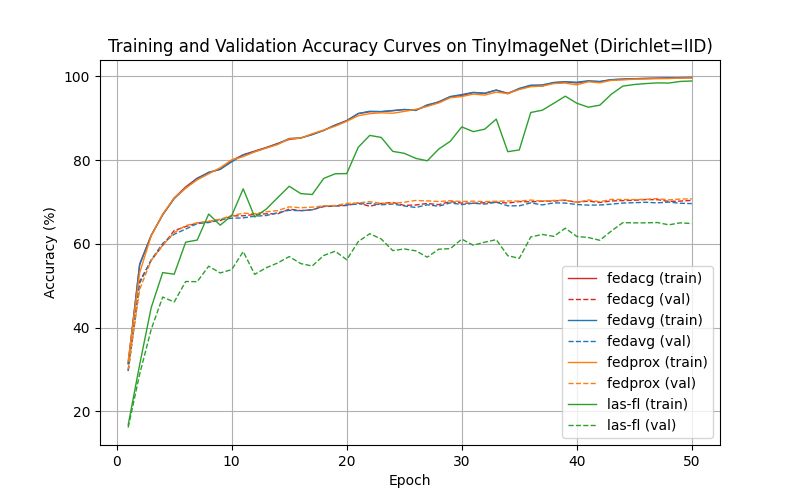 Training and Validation Accuracy Curves on TinyImageNet (Dirichlet=IID)
100
80
60
40
20
Accuracy (%)
0
10
20
30
40
50
Epoch
fedacg (train)
fedacg (val)
fedavg (train)
fedavg (val)
fedprox (train)
fedprox (val)
las-fl (train)
las-fl (val)